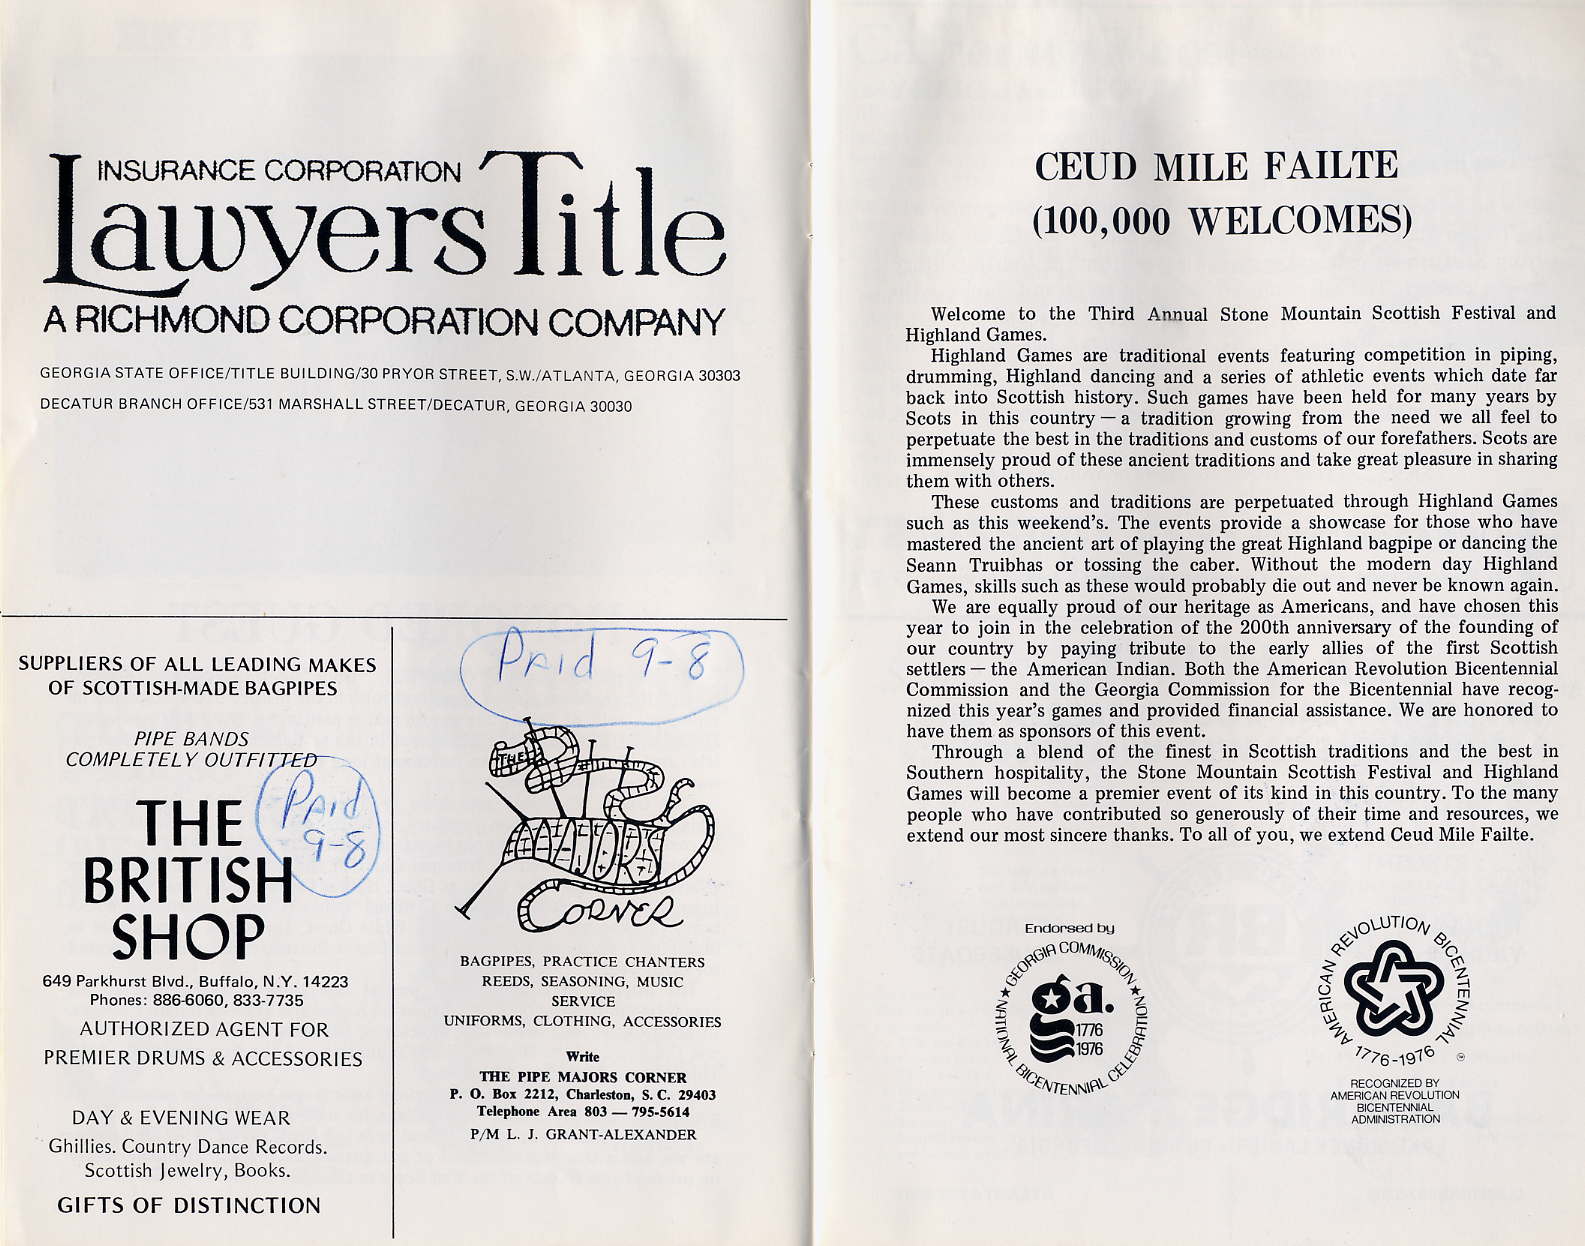 INSURANCE CORPORATION
Lawyers Title
A RICHMOND CORPORATION COMPANY
GEORGIA STATE OFFICE/TITLE BUILDING/30 PRYOR STREET, S.W./ATLANTA, GEORGIA 30303
DECATUR BRANCH OFFICE/531 MARSHALL STREET/DECATUR, GEORGIA 30030
SUPPLIERS OF ALL LEADING MAKES
OF SCOTTISH-MADE BAGPIPES
PIPE BANDS
COMPLETELY OUTFITTED
PAid
9-8
THE
BRITISH
SHOP
649 Parkhurst Blvd., Buffalo, N.Y. 14223
Phones: 886-6060, 833-7735
AUTHORIZED AGENT FOR
PREMIER DRUMS & ACCESSORIES
DAY & EVENING WEAR
Ghillies. Country Dance Records.
Scottish Jewelry, Books.
GIFTS OF DISTINCTION
PAid 9-8
THE
PIPE
MAJORS
CORNER
BAGPIPES, PRACTICE CHANTERS
REEDS, SEASONING, MUSIC
SERVICE
UNIFORMS, CLOTHING, ACCESSORIES
Write
THE PIPE MAJORS CORNER
P. O. Box 2212, Charleston, S. C. 29403
Telephone Area 803 — 795-5614
P/M L. J. GRANT-ALEXANDER
CEUD MILE FAILTE
(100,000 WELCOMES)
Welcome to the Third Annual Stone Mountain Scottish Festival and
Highland Games.
Highland Games are traditional events featuring competition in piping,
drumming, Highland dancing and a series of athletic events which date far
back into Scottish history. Such games have been held for many years by
Scots in this country — a tradition growing from the need we all feel to
perpetuate the best in the traditions and customs of our forefathers. Scots are
immensely proud of these ancient traditions and take great pleasure in sharing
them with others.
These customs and traditions are perpetuated through Highland Games
such as this weekend's. The events provide a showcase for those who have
mastered the ancient art of playing the great Highland bagpipe or dancing the
Seann Truibhas or tossing the caber. Without the modern day Highland
Games, skills such as these would probably die out and never be known again.
We are equally proud of our heritage as Americans, and have chosen this
year to join in the celebration of the 200th anniversary of the founding of
our country by paying tribute to the early allies of the first Scottish
settlers — the American Indian. Both the American Revolution Bicentennial
Commission and the Georgia Commission for the Bicentennial have recog-
nized this year's games and provided financial assistance. We are honored to
have them as sponsors of this event.
Through a blend of the finest in Scottish traditions and the best in
Southern hospitality, the Stone Mountain Scottish Festival and Highland
Games will become a premier event of its kind in this country. To the many
people who have contributed so generously of their time and resources, we
extend our most sincere thanks. To all of you, we extend Ceud Mile Failte.
Endorsed by
GEORGIA COMMISSION
ga.
1776
1976
NATIONAL BICENTENNIAL CELEBRATION
AMERICAN REVOLUTION BICENTENNIAL
1776-1976
RECOGNIZED BY
AMERICAN REVOLUTION
BICENTENNIAL
ADMINISTRATION